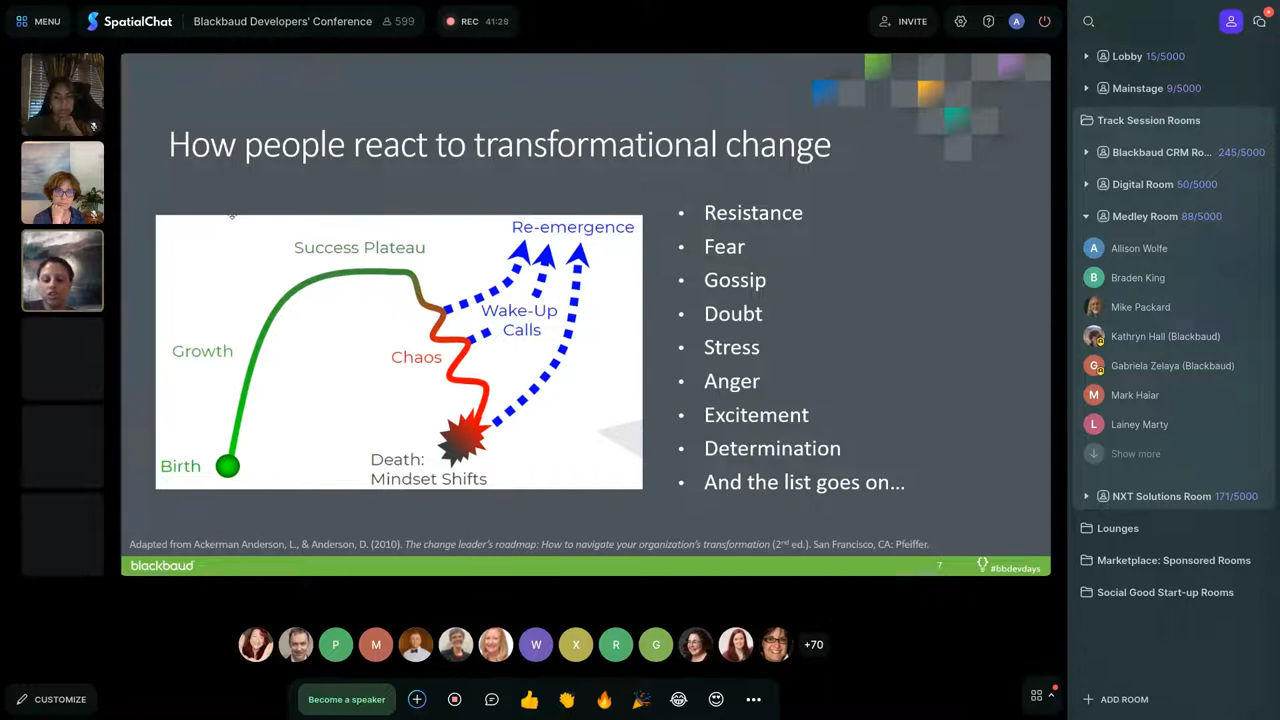 MENU
SpatialChat
Blackbaud Developers' Conference
599
REC 41:28
INVITE
A
How people react to transformational change
Success Plateau
Re-emergence
Growth
Wake-Up
Calls
Chaos
Birth
Death:
Mindset Shifts
• Resistance
• Fear
• Gossip
• Doubt
• Stress
• Anger
• Excitement
• Determination
• And the list goes on...
Adapted from Ackerman Anderson, L., & Anderson, D. (2010). The change leader's roadmap: How to navigate your organization's transformation (2nd ed.). San Francisco, CA: Pfeiffer.
blackbaud
7
#bbdevdays
P
M
W
X
R
G
+70
CUSTOMIZE
Become a speaker
Lobby 15/5000
Mainstage 9/5000
Track Session Rooms
Blackbaud CRM Ro... 245/5000
Digital Room 50/5000
Medley Room 88/5000
A Allison Wolfe
B Braden King
Mike Packard
Kathryn Hall (Blackbaud)
G Gabriela Zelaya (Blackbaud)
M Mark Haiar
L Lainey Marty
Show more
NXT Solutions Room 171/5000
Lounges
Marketplace: Sponsored Rooms
Social Good Start-up Rooms
ADD ROOM